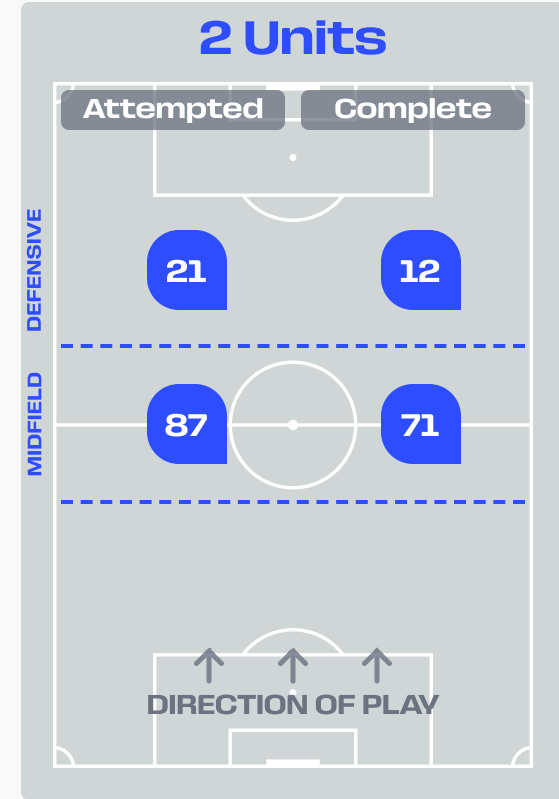 2 Units
Attempted Complete
DEFENSIVE
21 12
MIDFIELD
87 71
DIRECTION OF PLAY